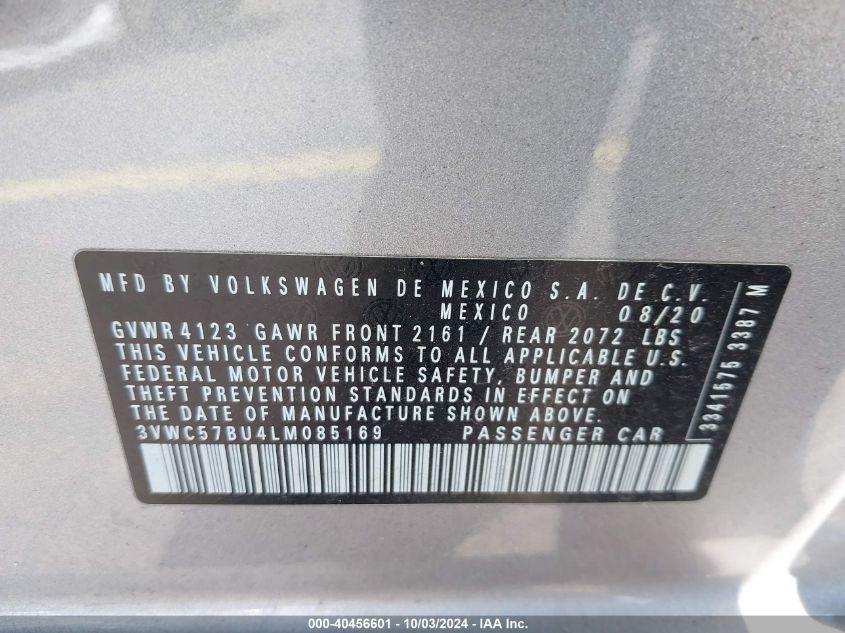 MFD BY VOLKSWAGEN DE MEXICO S.A. DE C.V.
MEXICO 08/20
GVWR 4123 GAWR FRONT 2161 / REAR 2072 LBS
THIS VEHICLE CONFORMS TO ALL APPLICABLE U.S.
FEDERAL MOTOR VEHICLE SAFETY, BUMPER AND
THEFT PREVENTION STANDARDS IN EFFECT ON
THE DATE OF MANUFACTURE SHOWN ABOVE.
3VWC57BU4LM085169 PASSENGER CAR
3341575 3387 M
000-40456601 - 10/03/2024 - IAA Inc.